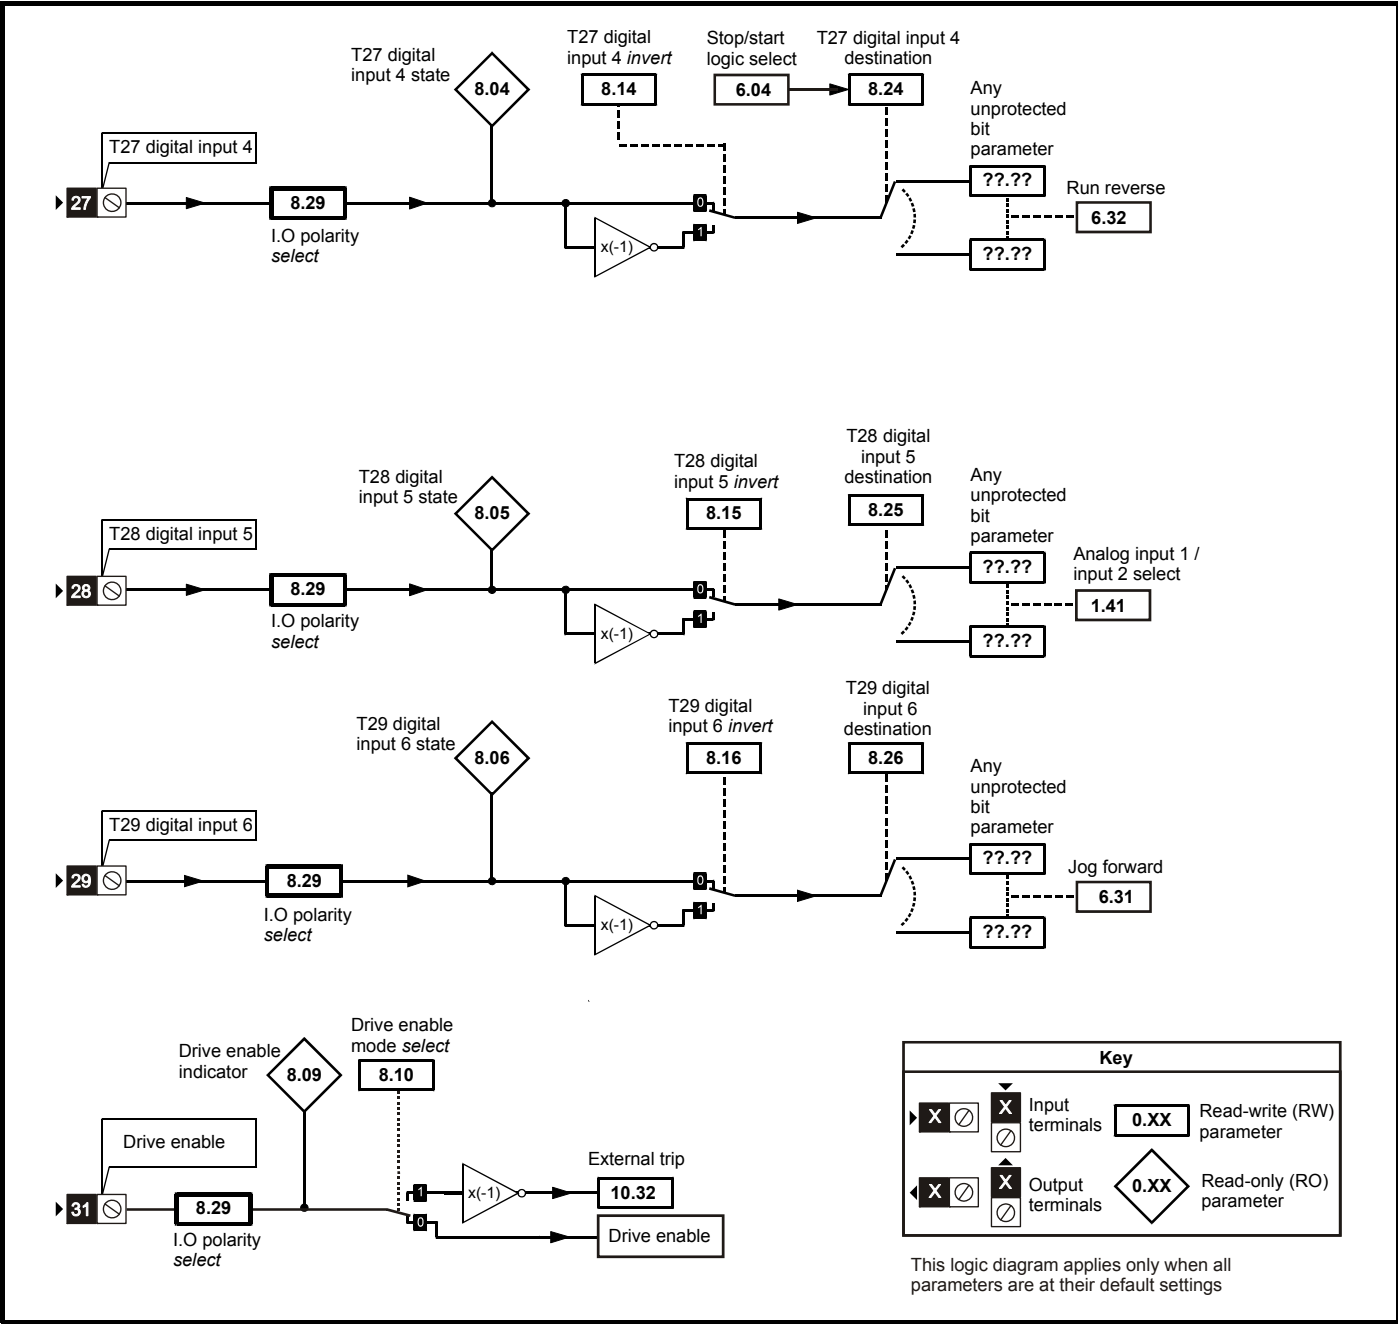 T27 digital
input 4 state
8.04
T27 digital
input 4 invert
8.14
Stop/start
logic select
6.04
T27 digital input 4
destination
8.24
Any
unprotected
bit
parameter
T27 digital input 4
27
8.29
I.O polarity
select
0
1
x(-1)
??.??
??.??
Run reverse
6.32
T28 digital
input 5 state
8.05
T28 digital
input 5 invert
8.15
T28 digital
input 5
destination
8.25
Any
unprotected
bit
parameter
T28 digital input 5
28
8.29
I.O polarity
select
0
1
x(-1)
??.??
??.??
Analog input 1 /
input 2 select
1.41
T29 digital
input 6 state
8.06
T29 digital
input 6 invert
8.16
T29 digital
input 6
destination
8.26
Any
unprotected
bit
parameter
T29 digital input 6
29
8.29
I.O polarity
select
0
1
x(-1)
??.??
??.??
Jog forward
6.31
Drive enable
indicator
8.09
Drive enable
mode select
8.10
Drive enable
31
8.29
I.O polarity
select
1
0
x(-1)
External trip
10.32
Drive enable
Key
X
X
Input
terminals
0.XX
Read-write (RW)
parameter
X
X
Output
terminals
0.XX
Read-only (RO)
parameter
This logic diagram applies only when all
parameters are at their default settings